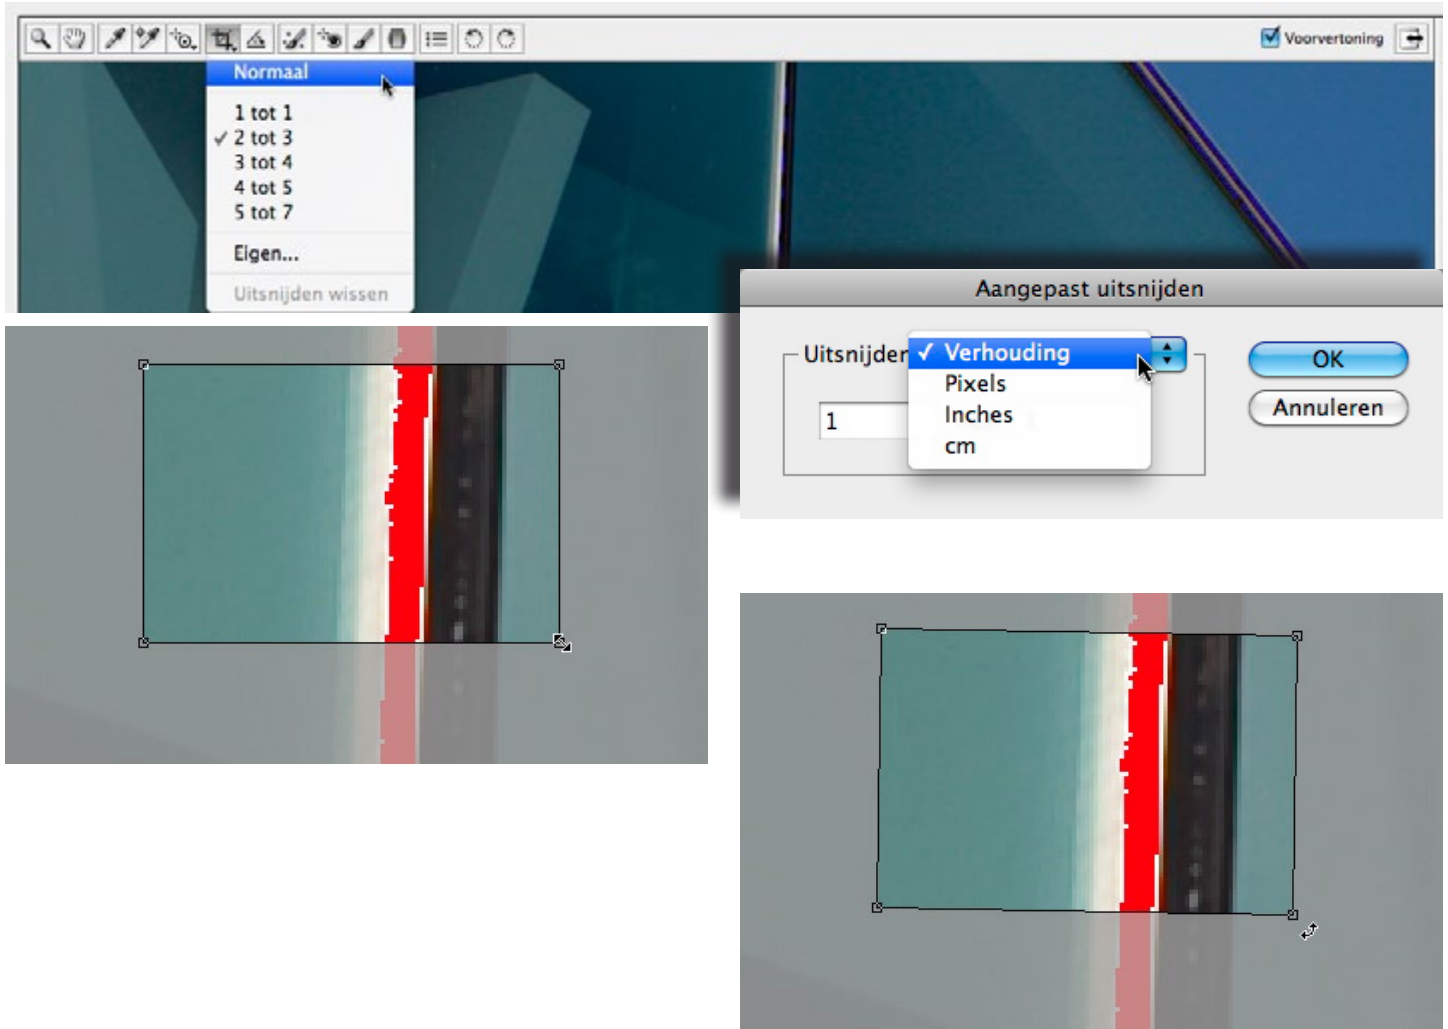 Voorvertoning
Normaal
1 tot 1
✓ 2 tot 3
3 tot 4
4 tot 5
5 tot 7
Eigen...
Uitsnijden wissen
Aangepast uitsnijden
Uitsnijden
✓ Verhouding
Pixels
Inches
cm
1
OK
Annuleren